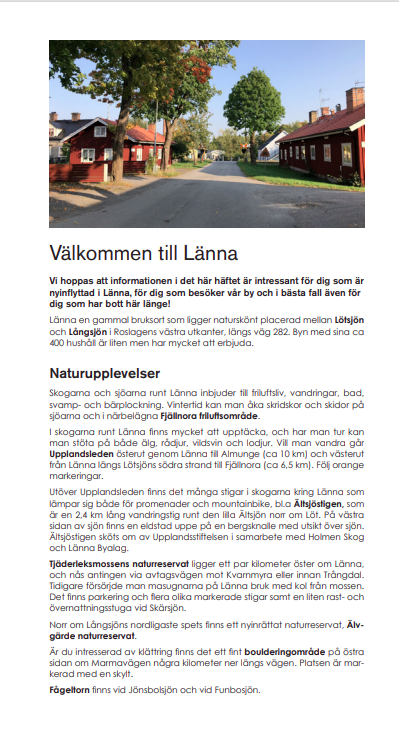 Välkommen till Länna
Vi hoppas att informationen i det här häftet är intressant för dig som är
nyinflyttad i Länna, för dig som besöker vår by och i bästa fall även för
dig som har bott här länge!
Länna en gammal bruksort som ligger naturskönt placerad mellan Lötsjön
och Långsjön i Roslagens västra utkanter, längs väg 282. Byn med sina ca
400 hushåll är liten men har mycket att erbjuda.
Naturupplevelser
Skogarna och sjöarna runt Länna inbjuder till friluftsliv, vandringar, bad,
svamp- och bärplockning. Vintertid kan man åka skridskor och skidor på
sjöarna och i närbelägna Fjällnora friluftsområde.
I skogarna runt Länna finns mycket att upptäcka, och har man tur kan
man stöta på både älg, rådjur, vildsvin och lodjur. Vill man vandra går
Upplandsleden österut genom Länna till Almunge (ca 10 km) och västerut
från Länna längs Lötsjöns södra strand till Fjällnora (ca 6,5 km). Följ orange
markeringar.
Utöver Upplandsleden finns det många stigar i skogarna kring Länna som
lämpar sig både för promenader och mountainbike, bl.a Ältsjöstigen, som
är en 2,4 km lång vandringstig runt den lilla Ältsjön norr om Löt. På västra
sidan av sjön finns en eldstad uppe på en bergsknalle med utsikt över sjön.
Ältsjöstigen sköts om av Upplandsstiftelsen i samarbete med Holmen Skog
och Länna Byalag.
Tjäderleksmossens naturreservat ligger ett par kilometer öster om Länna,
och nås antingen via avtagsvägen mot Kvarnmyra eller innan Trångdal.
Tidigare försörjde man masugnarna på Länna bruk med kol från mossen.
Det finns parkering och flera olika markerade stigar samt en liten rast- och
övernattningsstuga vid Skärsjön.
Norr om Långsjöns nordligaste spets finns ett nyinrättat naturreservat, Älv-
gärde naturreservat.
Är du intresserad av klättring finns det ett fint boulderingområde på östra
sidan om Marmavägen några kilometer ner längs vägen. Platsen är mar-
kerad med en skylt.
Fågeltorn finns vid Jönsbolsjön och vid Funbosjön.